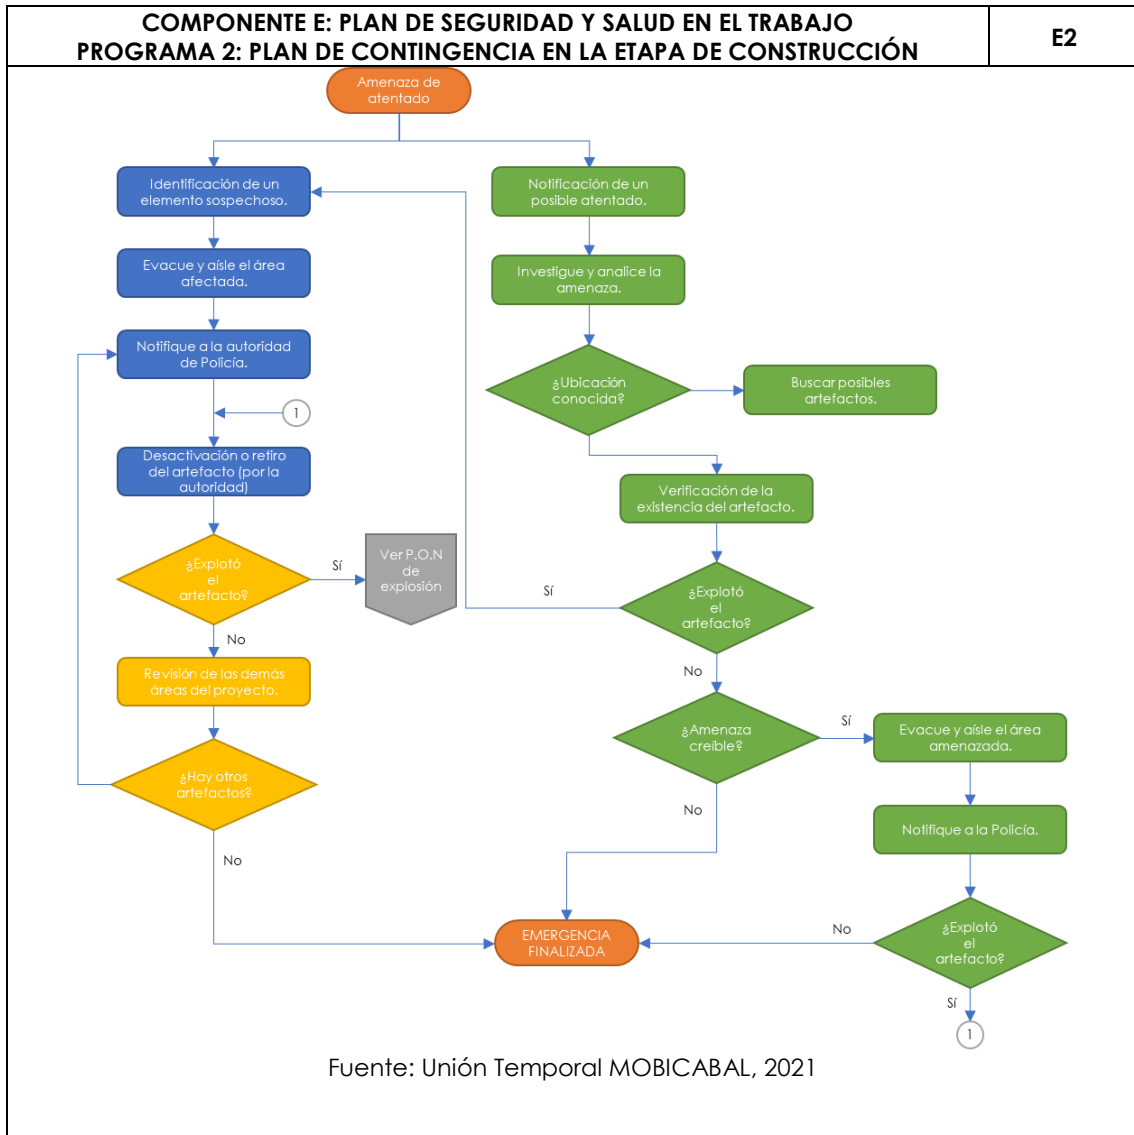 COMPONENTE E: PLAN DE SEGURIDAD Y SALUD EN EL TRABAJO
PROGRAMA 2: PLAN DE CONTINGENCIA EN LA ETAPA DE CONSTRUCCIÓN
E2
Amenaza de
atentado
Identificación de un
elemento sospechoso.
Notificación de un
posible atentado.
Evacue y aísle el área
afectada.
Investigue y analice la
amenaza.
Notifique a la autoridad
de Policía.
¿Ubicación
conocida?
Buscar posibles
artefactos.
1
Desactivación o retiro
del artefacto (por la
autoridad)
Verificación de la
existencia del artefacto.
¿Explotó
el
artefacto?
Sí
Ver P.O.N
de
explosión
Sí
¿Explotó
el
artefacto?
No
No
Revisión de las demás
áreas del proyecto.
¿Amenaza
creíble?
Sí
Evacue y aísle el área
amenazada.
¿Hay otros
artefactos?
No
Notifique a la Policía.
No
EMERGENCIA
FINALIZADA
No
¿Explotó
el
artefacto?
Sí
1
Fuente: Unión Temporal MOBICABAL, 2021